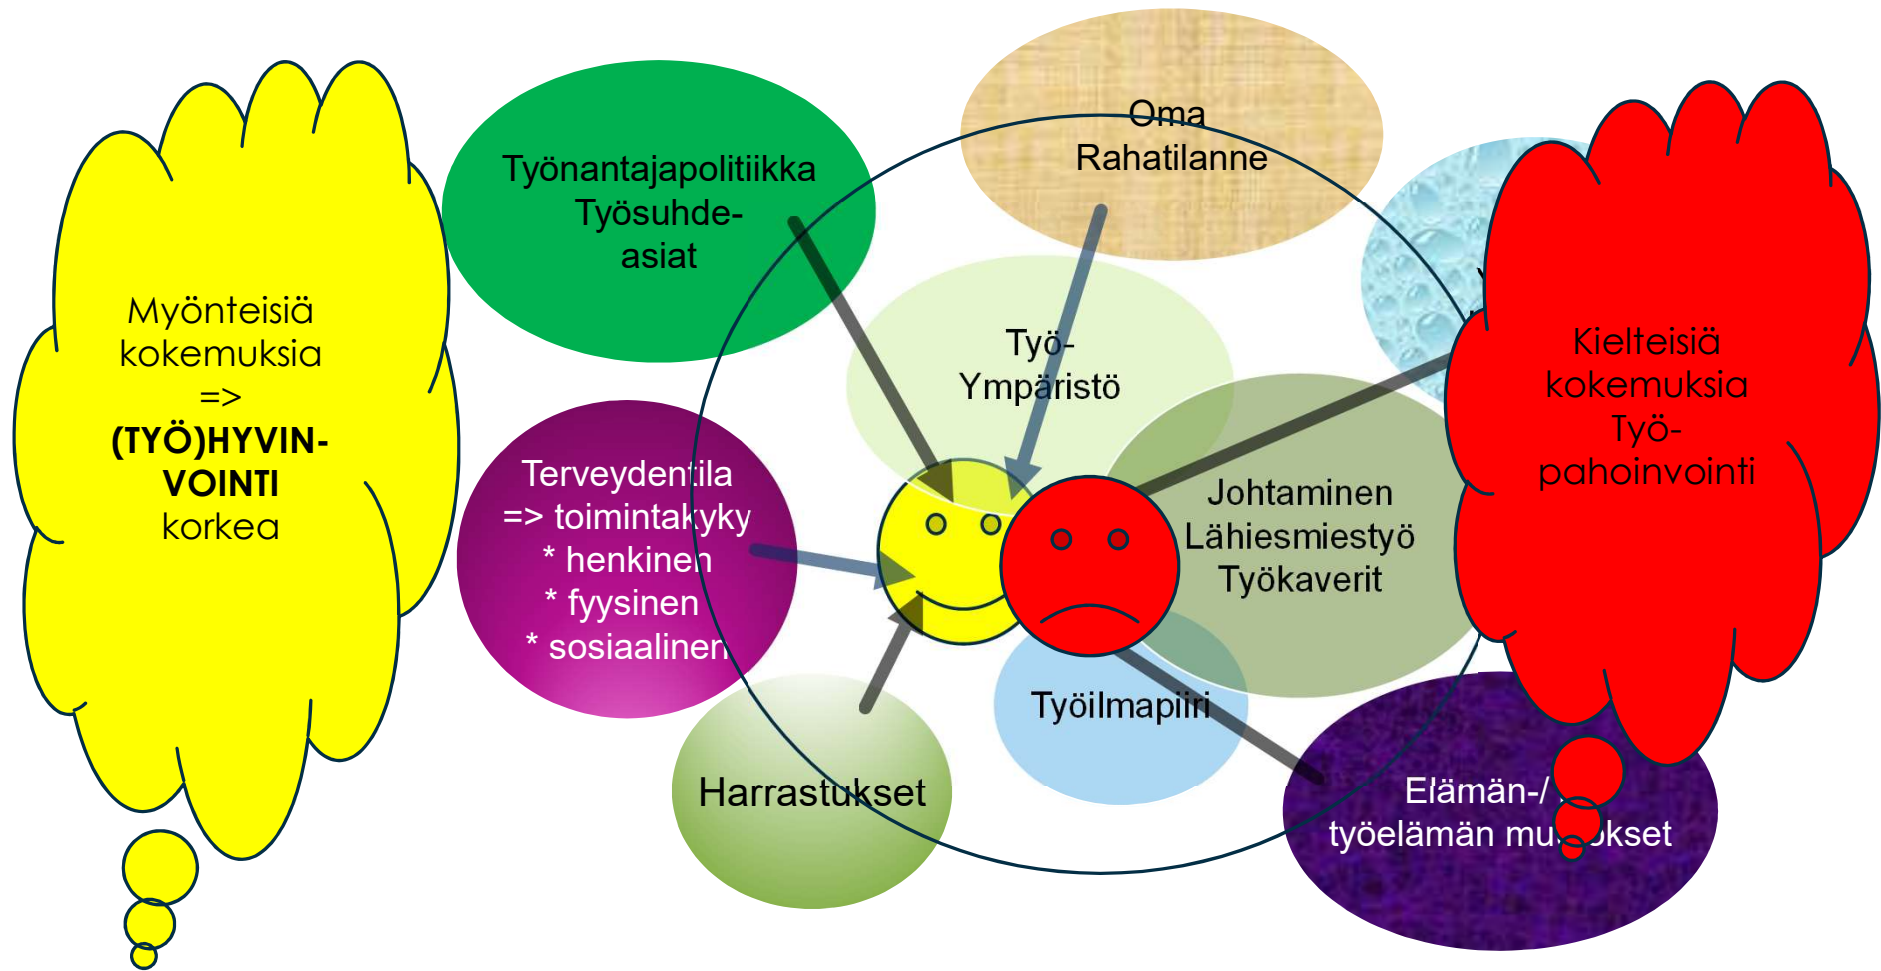 Myönteisiä
kokemuksia
=>
(TYÖ)HYVIN-
VOINTI
korkea
Työnantajapolitiikka
Työsuhde-
asiat
Oma
Rahatilanne
Työ-
Ympäristö
Kielteisiä
kokemuksia
Työ-
pahoinvointi
Terveydentila
=> toimintakyky
* henkinen
* fyysinen
* sosiaalinen
Johtaminen
Lähiesmiestyö
Työkaverit
Työilmapiiri
Harrastukset
Elämän-/
työelämän